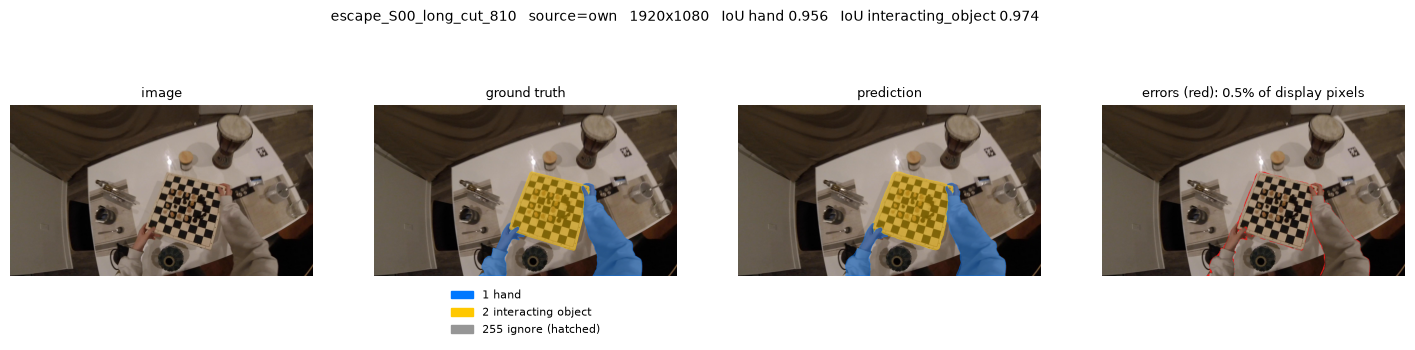 escape_S00_long_cut_810   source=own   1920x1080   IoU hand 0.956   IoU interacting_object 0.974
image
ground truth
prediction
errors (red): 0.5% of display pixels
1 hand
2 interacting object
255 ignore (hatched)